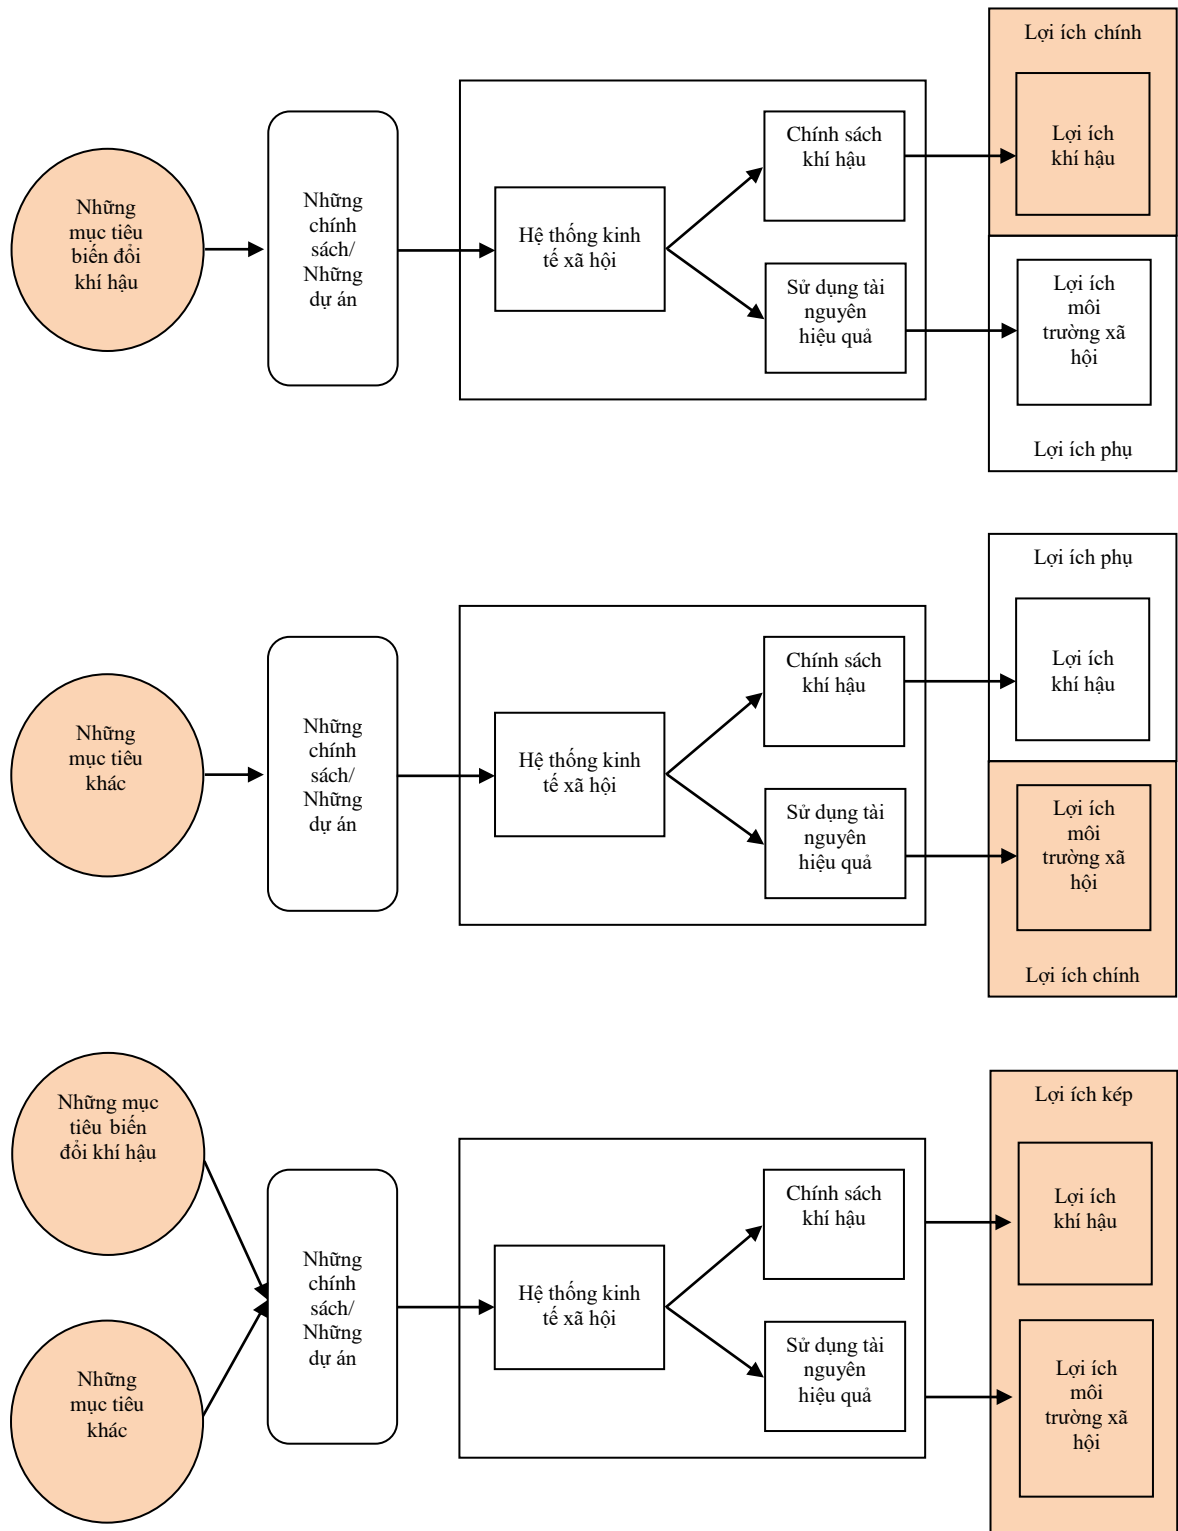 Lợi ích chính
Những
mục tiêu
biến đổi
khí hậu
Những
chính
sách/
Những
dự án
Hệ thống kinh
tế xã hội
Chính sách
khí hậu
Sử dụng tài
nguyên
hiệu quả
Lợi ích
khí hậu
Lợi ích
môi
trường xã
hội
Lợi ích phụ
Lợi ích phụ
Những
mục tiêu
khác
Những
chính
sách/
Những
dự án
Hệ thống kinh
tế xã hội
Chính sách
khí hậu
Sử dụng tài
nguyên
hiệu quả
Lợi ích
khí hậu
Lợi ích
môi
trường xã
hội
Lợi ích chính
Những mục
tiêu biến
đổi khí hậu
Những
mục tiêu
khác
Những
chính
sách/
Những
dự án
Hệ thống kinh
tế xã hội
Chính sách
khí hậu
Sử dụng tài
nguyên
hiệu quả
Lợi ích kép
Lợi ích
khí hậu
Lợi ích
môi
trường xã
hội